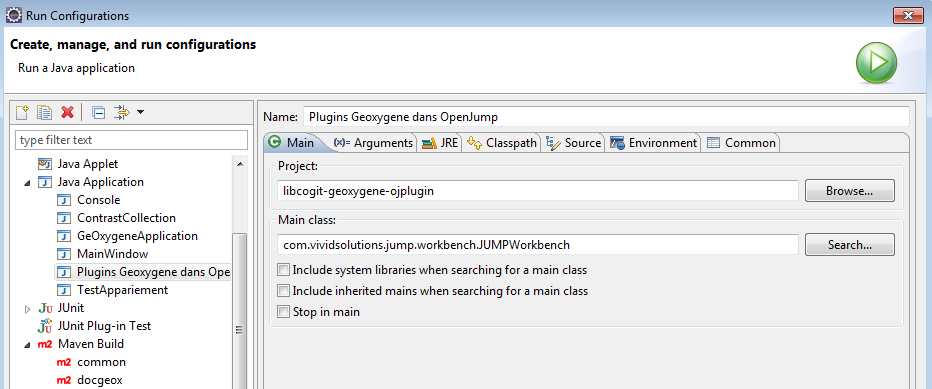 Run Configurations
Create, manage, and run configurations
Run a Java application
type filter text
Java Applet
Java Application
Console
ContrastCollection
GeOxygeneApplication
MainWindow
Plugins Geoxygene dans Ope
TestAppariement
JU JUnit
JU JUnit Plug-in Test
m2 Maven Build
m2 common
m2 docgeox
Name: Plugins Geoxygene dans OpenJump
Main (x)= Arguments JRE Classpath Source Environment Common
Project:
libcogit-geoxygene-ojplugin Browse...
Main class:
com.vividsolutions.jump.workbench.JUMPWorkbench Search...
Include system libraries when searching for a main class
Include inherited mains when searching for a main class
Stop in main